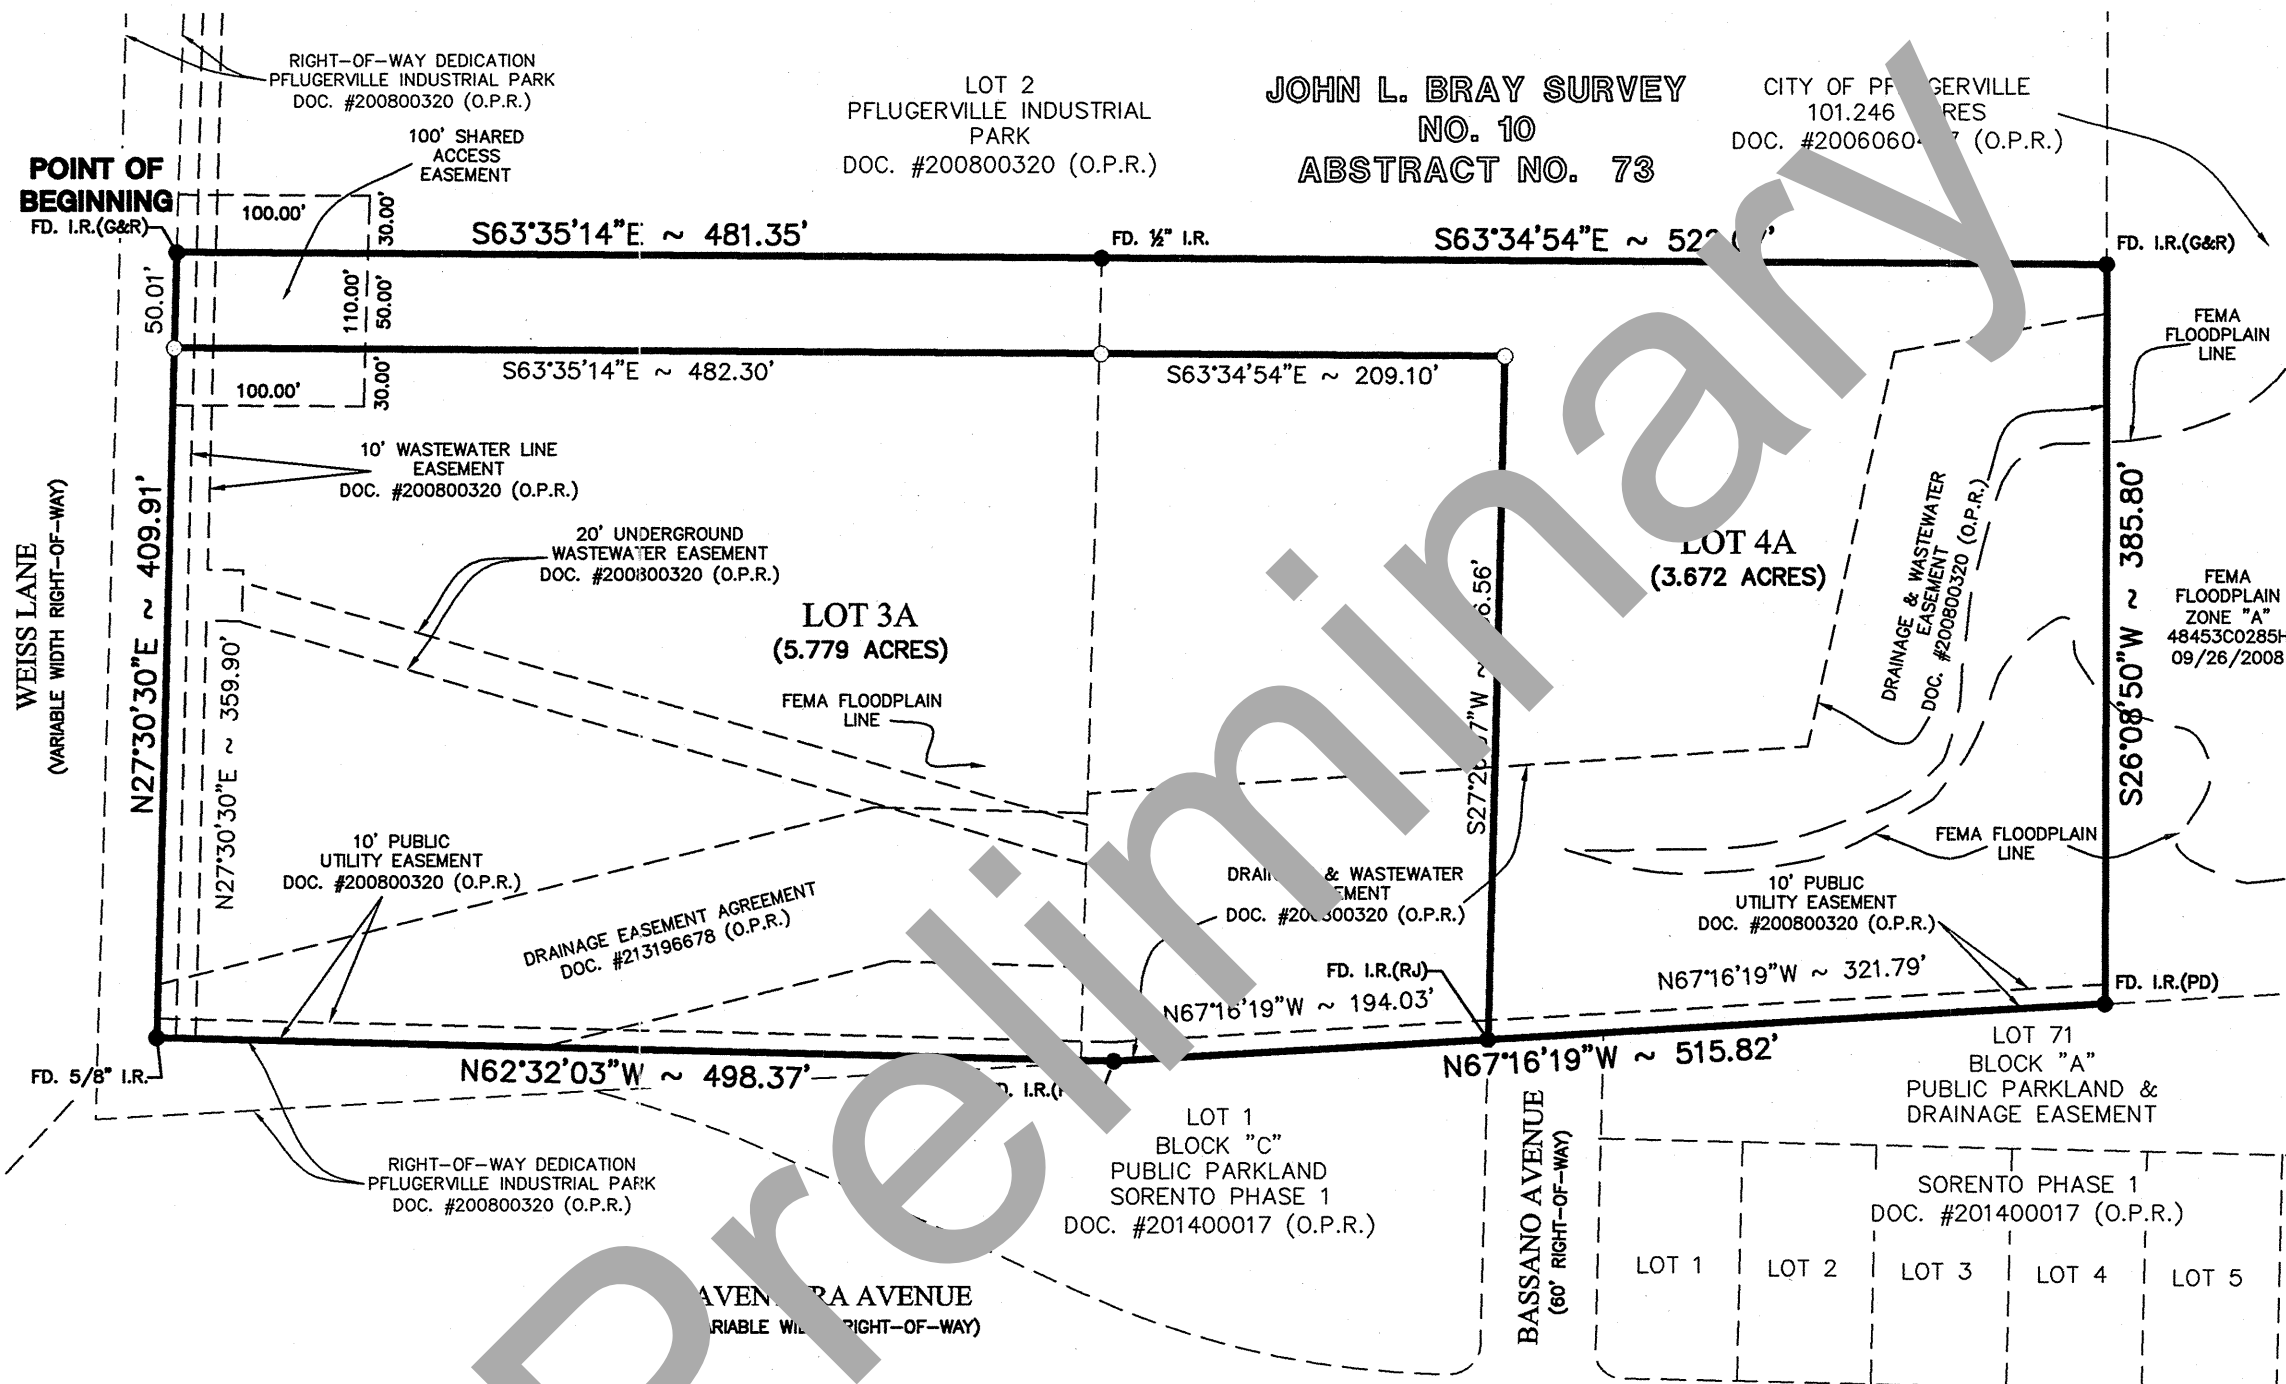 RIGHT-OF-WAY DEDICATION
PFLUGERVILLE INDUSTRIAL PARK
DOC. #200800320 (O.P.R.)
LOT 2
PFLUGERVILLE INDUSTRIAL
PARK
DOC. #200800320 (O.P.R.)
JOHN L. BRAY SURVEY
NO. 10
ABSTRACT NO. 73
CITY OF
101.246
DOC. (O.P.R.)
100' SHARED
ACCESS
EASEMENT
POINT OF
BEGINNING
FD. I.R.(G&R)
100.00'
30.00'
S63°35'14"E ~ 481.35'
FD. ½" I.R.
S63°34'54"E ~
FD. I.R.(G&R)
50.01'
110.00'
50.00'
S63°35'14"E ~ 482.30'
S63°34'54"E ~ 209.10'
100.00'
30.00'
FEMA
FLOODPLAIN
LINE
10' WASTEWATER LINE
EASEMENT
DOC. #200800320 (O.P.R.)
20' UNDERGROUND
WASTEWATER EASEMENT
DOC. #200800320 (O.P.R.)
WEISS LANE
(VARIABLE WIDTH RIGHT-OF-WAY)
N27°30'30"E ~ 409.91'
N27°30'30"E ~ 359.90'
LOT 3A
(5.779 ACRES)
FEMA FLOODPLAIN
LINE
LOT 4A
(3.672 ACRES)
DRAINAGE & WASTEWATER
EASEMENT
DOC. #200800320 (O.P.R.)
S26°08'50"W ~ 385.80'
FEMA
FLOODPLAIN
ZONE "A"
48453C0285H
09/26/2008
FEMA FLOODPLAIN
LINE
10' PUBLIC
UTILITY EASEMENT
DOC. #200800320 (O.P.R.)
DRAINAGE EASEMENT AGREEMENT
DOC. #213196678 (O.P.R.)
& WASTEWATER
DOC. (O.P.R.)
10' PUBLIC
UTILITY EASEMENT
DOC. #200800320 (O.P.R.)
FD. I.R.(RJ)
N67°16'19"W ~ 194.03'
N67°16'19"W ~ 321.79'
FD. I.R.(PD)
FD. 5/8" I.R.
N62°32'03"W ~ 498.37'
N67°16'19"W ~ 515.82'
LOT 71
BLOCK "A"
PUBLIC PARKLAND &
DRAINAGE EASEMENT
LOT 1
BLOCK "C"
PUBLIC PARKLAND
SORENTO PHASE 1
DOC. #201400017 (O.P.R.)
BASSANO AVENUE
(60' RIGHT-OF-WAY)
RIGHT-OF-WAY DEDICATION
PFLUGERVILLE INDUSTRIAL PARK
DOC. #200800320 (O.P.R.)
SORENTO PHASE 1
DOC. #201400017 (O.P.R.)
LOT 1
LOT 2
LOT 3
LOT 4
LOT 5
AVENUE
RIGHT-OF-WAY)
Preliminary